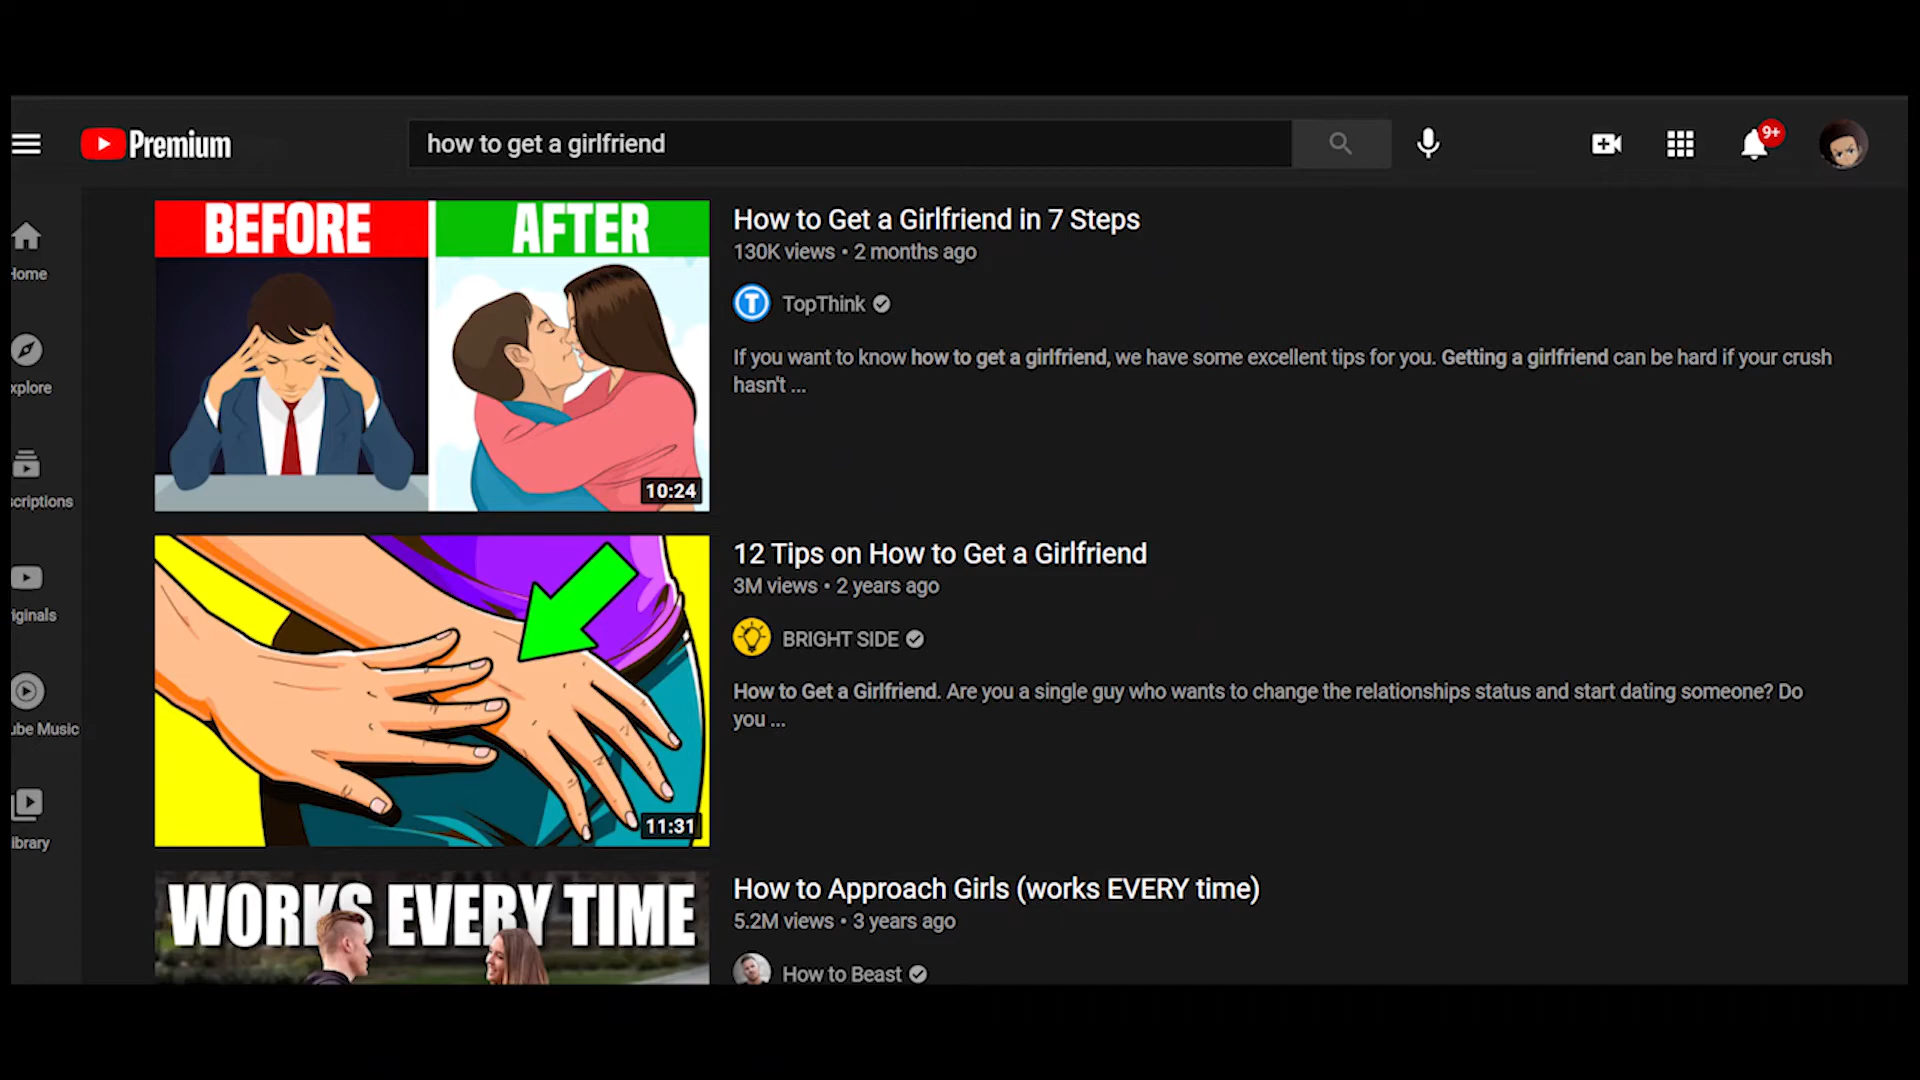 Premium
how to get a girlfriend
9+
Home
xplore
scriptions
iginals
ube Music
ibrary
BEFORE
AFTER
10:24
How to Get a Girlfriend in 7 Steps
130K views • 2 months ago
T
TopThink
If you want to know how to get a girlfriend, we have some excellent tips for you. Getting a girlfriend can be hard if your crush
hasn't ...
11:31
12 Tips on How to Get a Girlfriend
3M views • 2 years ago
BRIGHT SIDE
How to Get a Girlfriend. Are you a single guy who wants to change the relationships status and start dating someone? Do
you ...
WORKS EVERY TIME
How to Approach Girls (works EVERY time)
5.2M views • 3 years ago
How to Beast